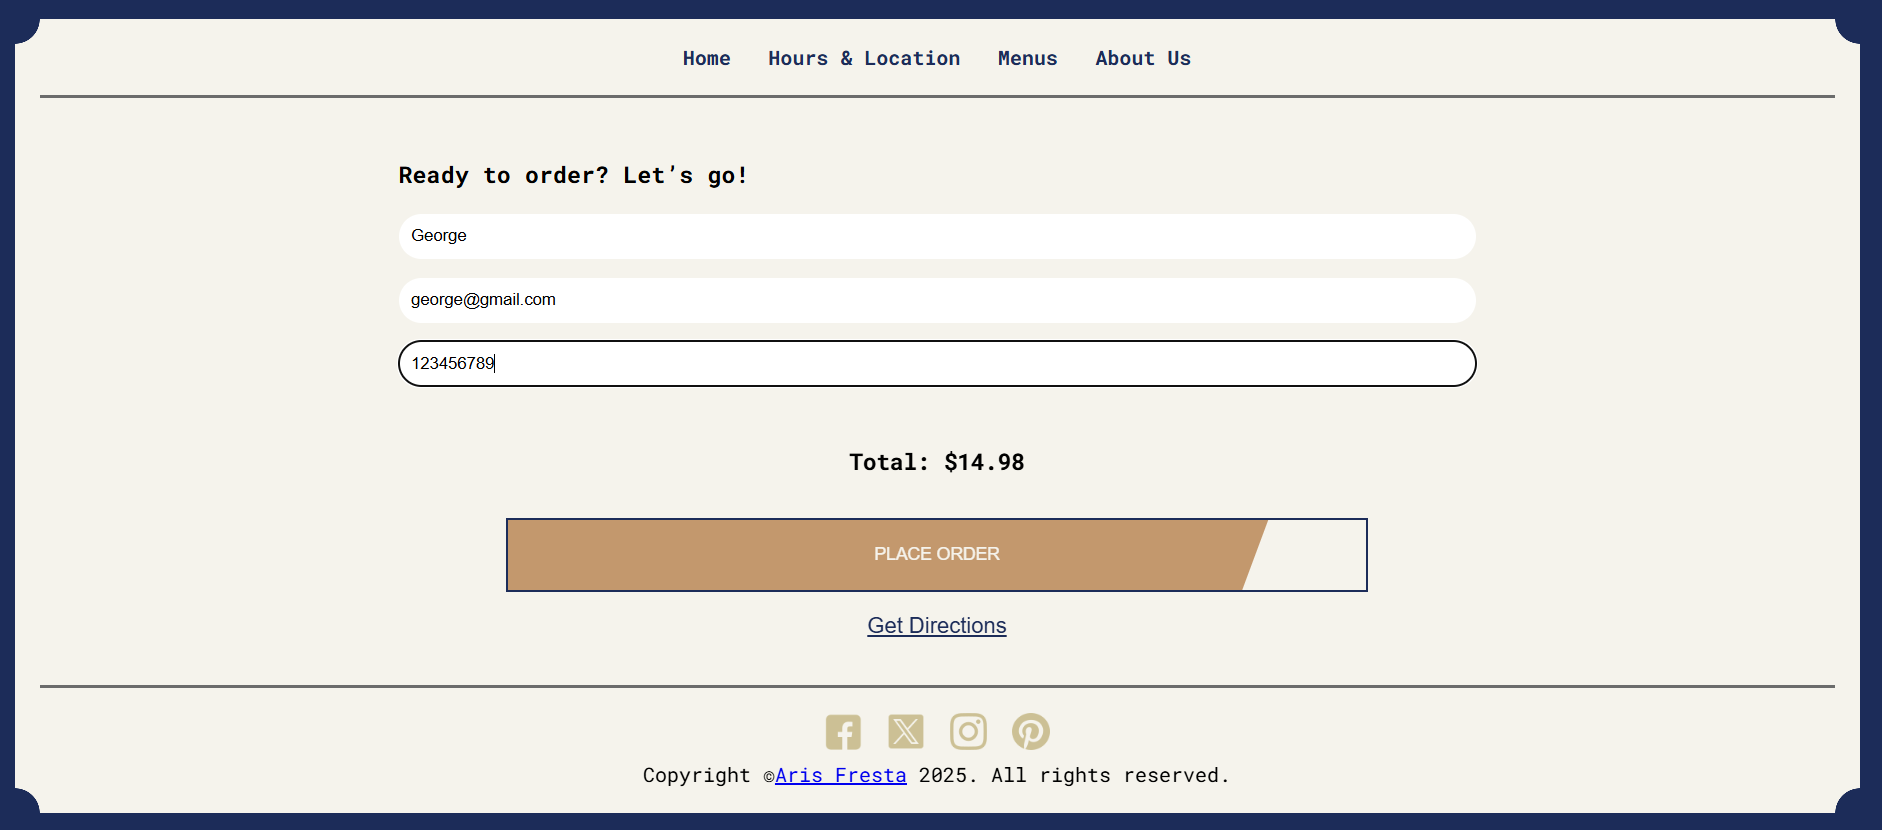 Home Hours & Location Menus About Us
Ready to order? Let's go!
George
george@gmail.com
123456789
Total: $14.98
PLACE ORDER
Get Directions
Copyright ©Aris Fresta 2025. All rights reserved.